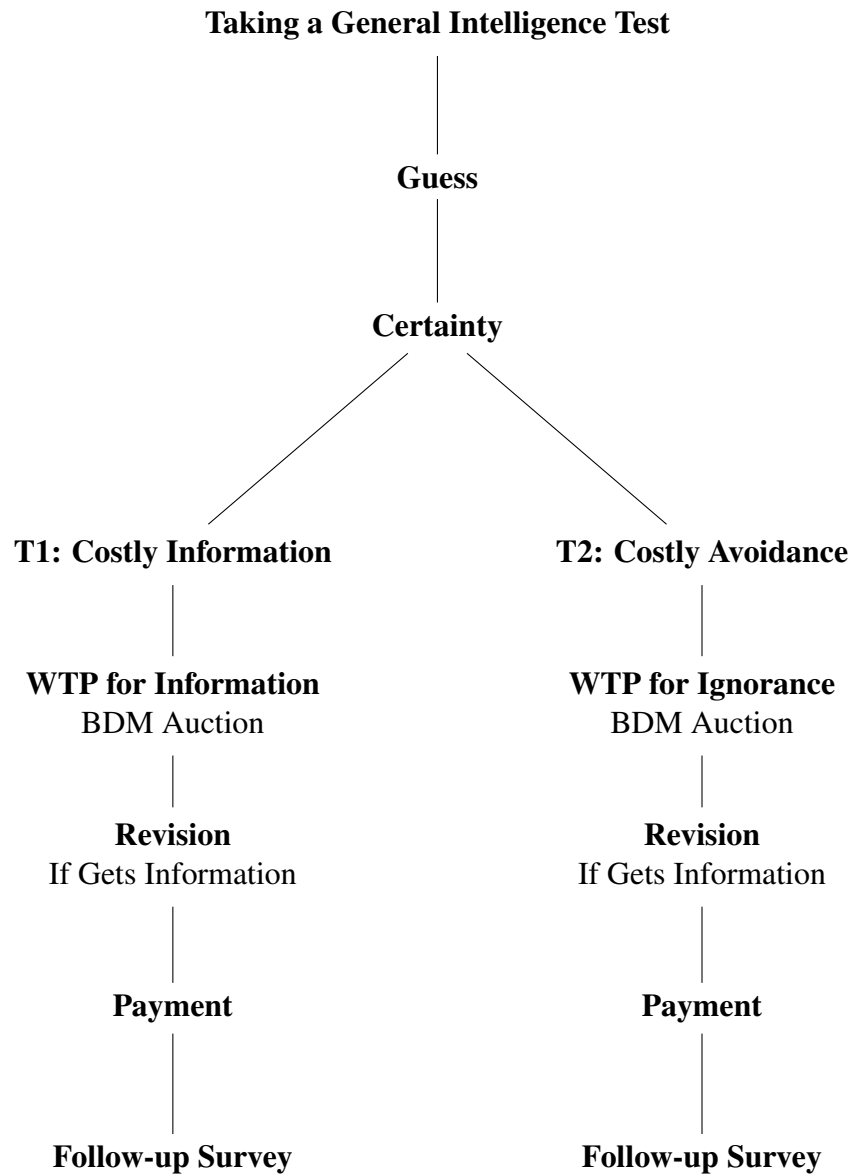 Taking a General Intelligence Test
Guess
Certainty
T1: Costly Information
T2: Costly Avoidance
WTP for Information
BDM Auction
WTP for Ignorance
BDM Auction
Revision
If Gets Information
Revision
If Gets Information
Payment
Payment
Follow-up Survey
Follow-up Survey